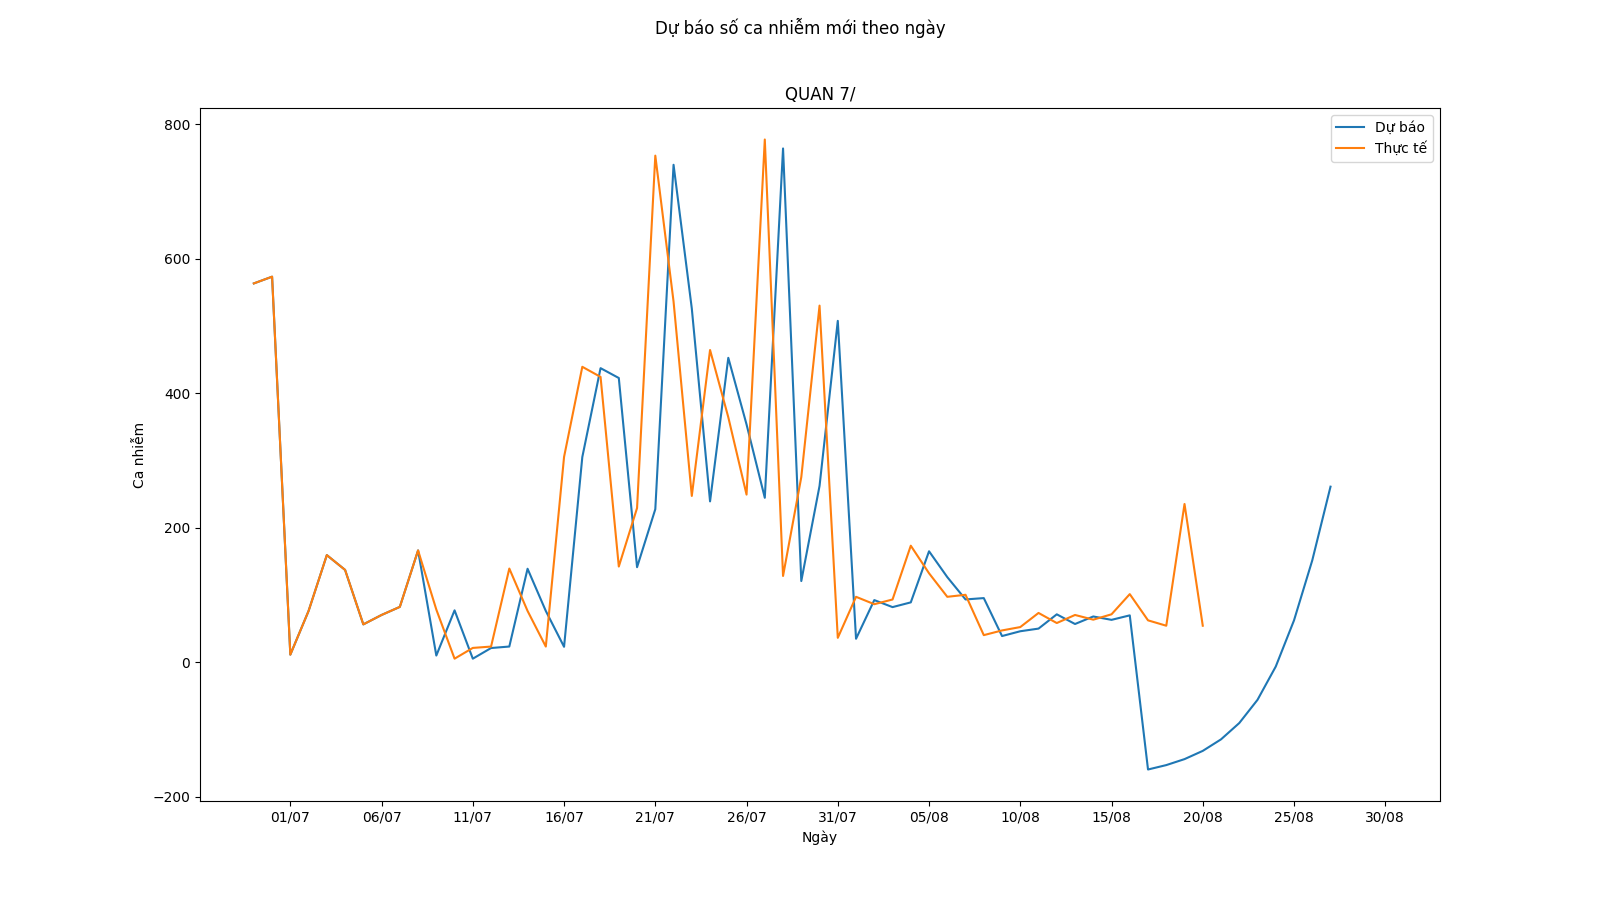 Dự báo số ca nhiễm mới theo ngày
QUAN 7/
Dự báo
Thực tế
800
600
400
200
0
−200
Ca nhiễm
01/07 06/07 11/07 16/07 21/07 26/07 31/07 05/08 10/08 15/08 20/08 25/08 30/08
Ngày